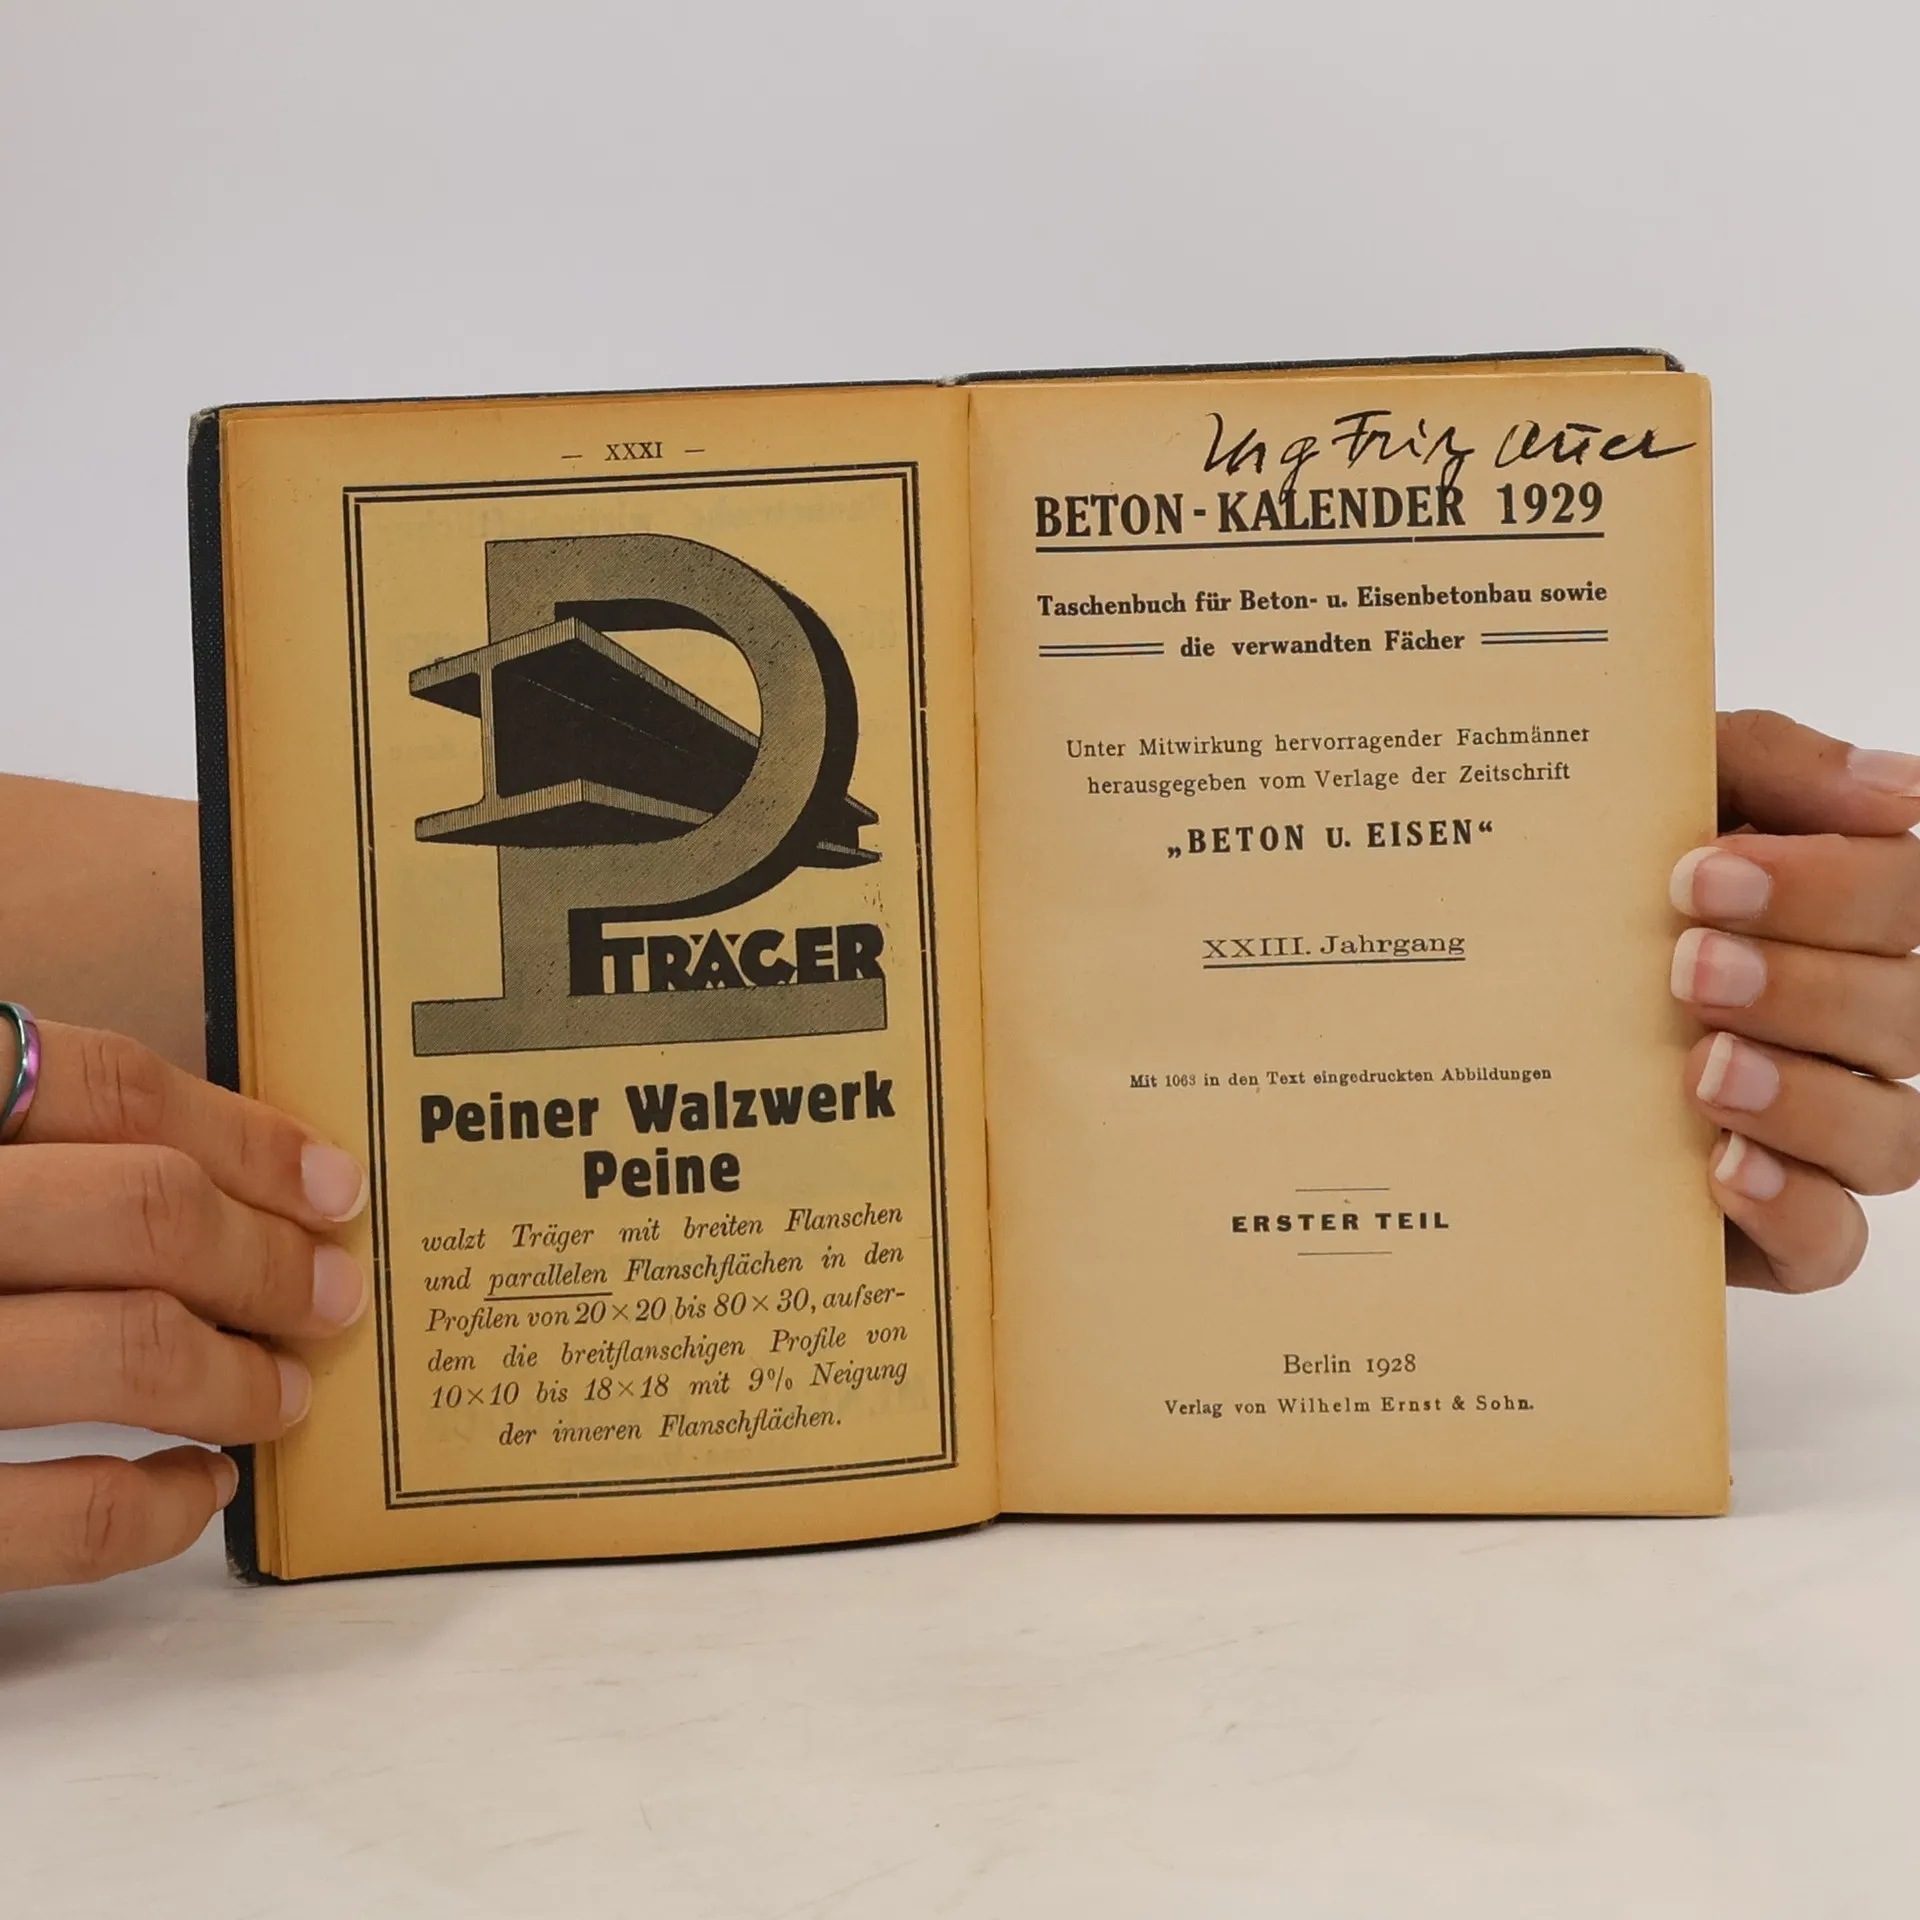 — XXXI —
P TRÄGER
Peiner Walzwerk
Peine
walzt Träger mit breiten Flanschen
und parallelen Flanschflächen in den
Profilen von 20×20 bis 80×30, aufser-
dem die breitflanschigen Profile von
10×10 bis 18×18 mit 9% Neigung
der inneren Flanschflächen.
Ing Fritz Auer
BETON-KALENDER 1929
Taschenbuch für Beton- u. Eisenbetonbau sowie
die verwandten Fächer
Unter Mitwirkung hervorragender Fachmänner
herausgegeben vom Verlage der Zeitschrift
„BETON U. EISEN“
XXIII. Jahrgang
Mit 1063 in den Text eingedruckten Abbildungen
ERSTER TEIL
Berlin 1928
Verlag von Wilhelm Ernst & Sohn.